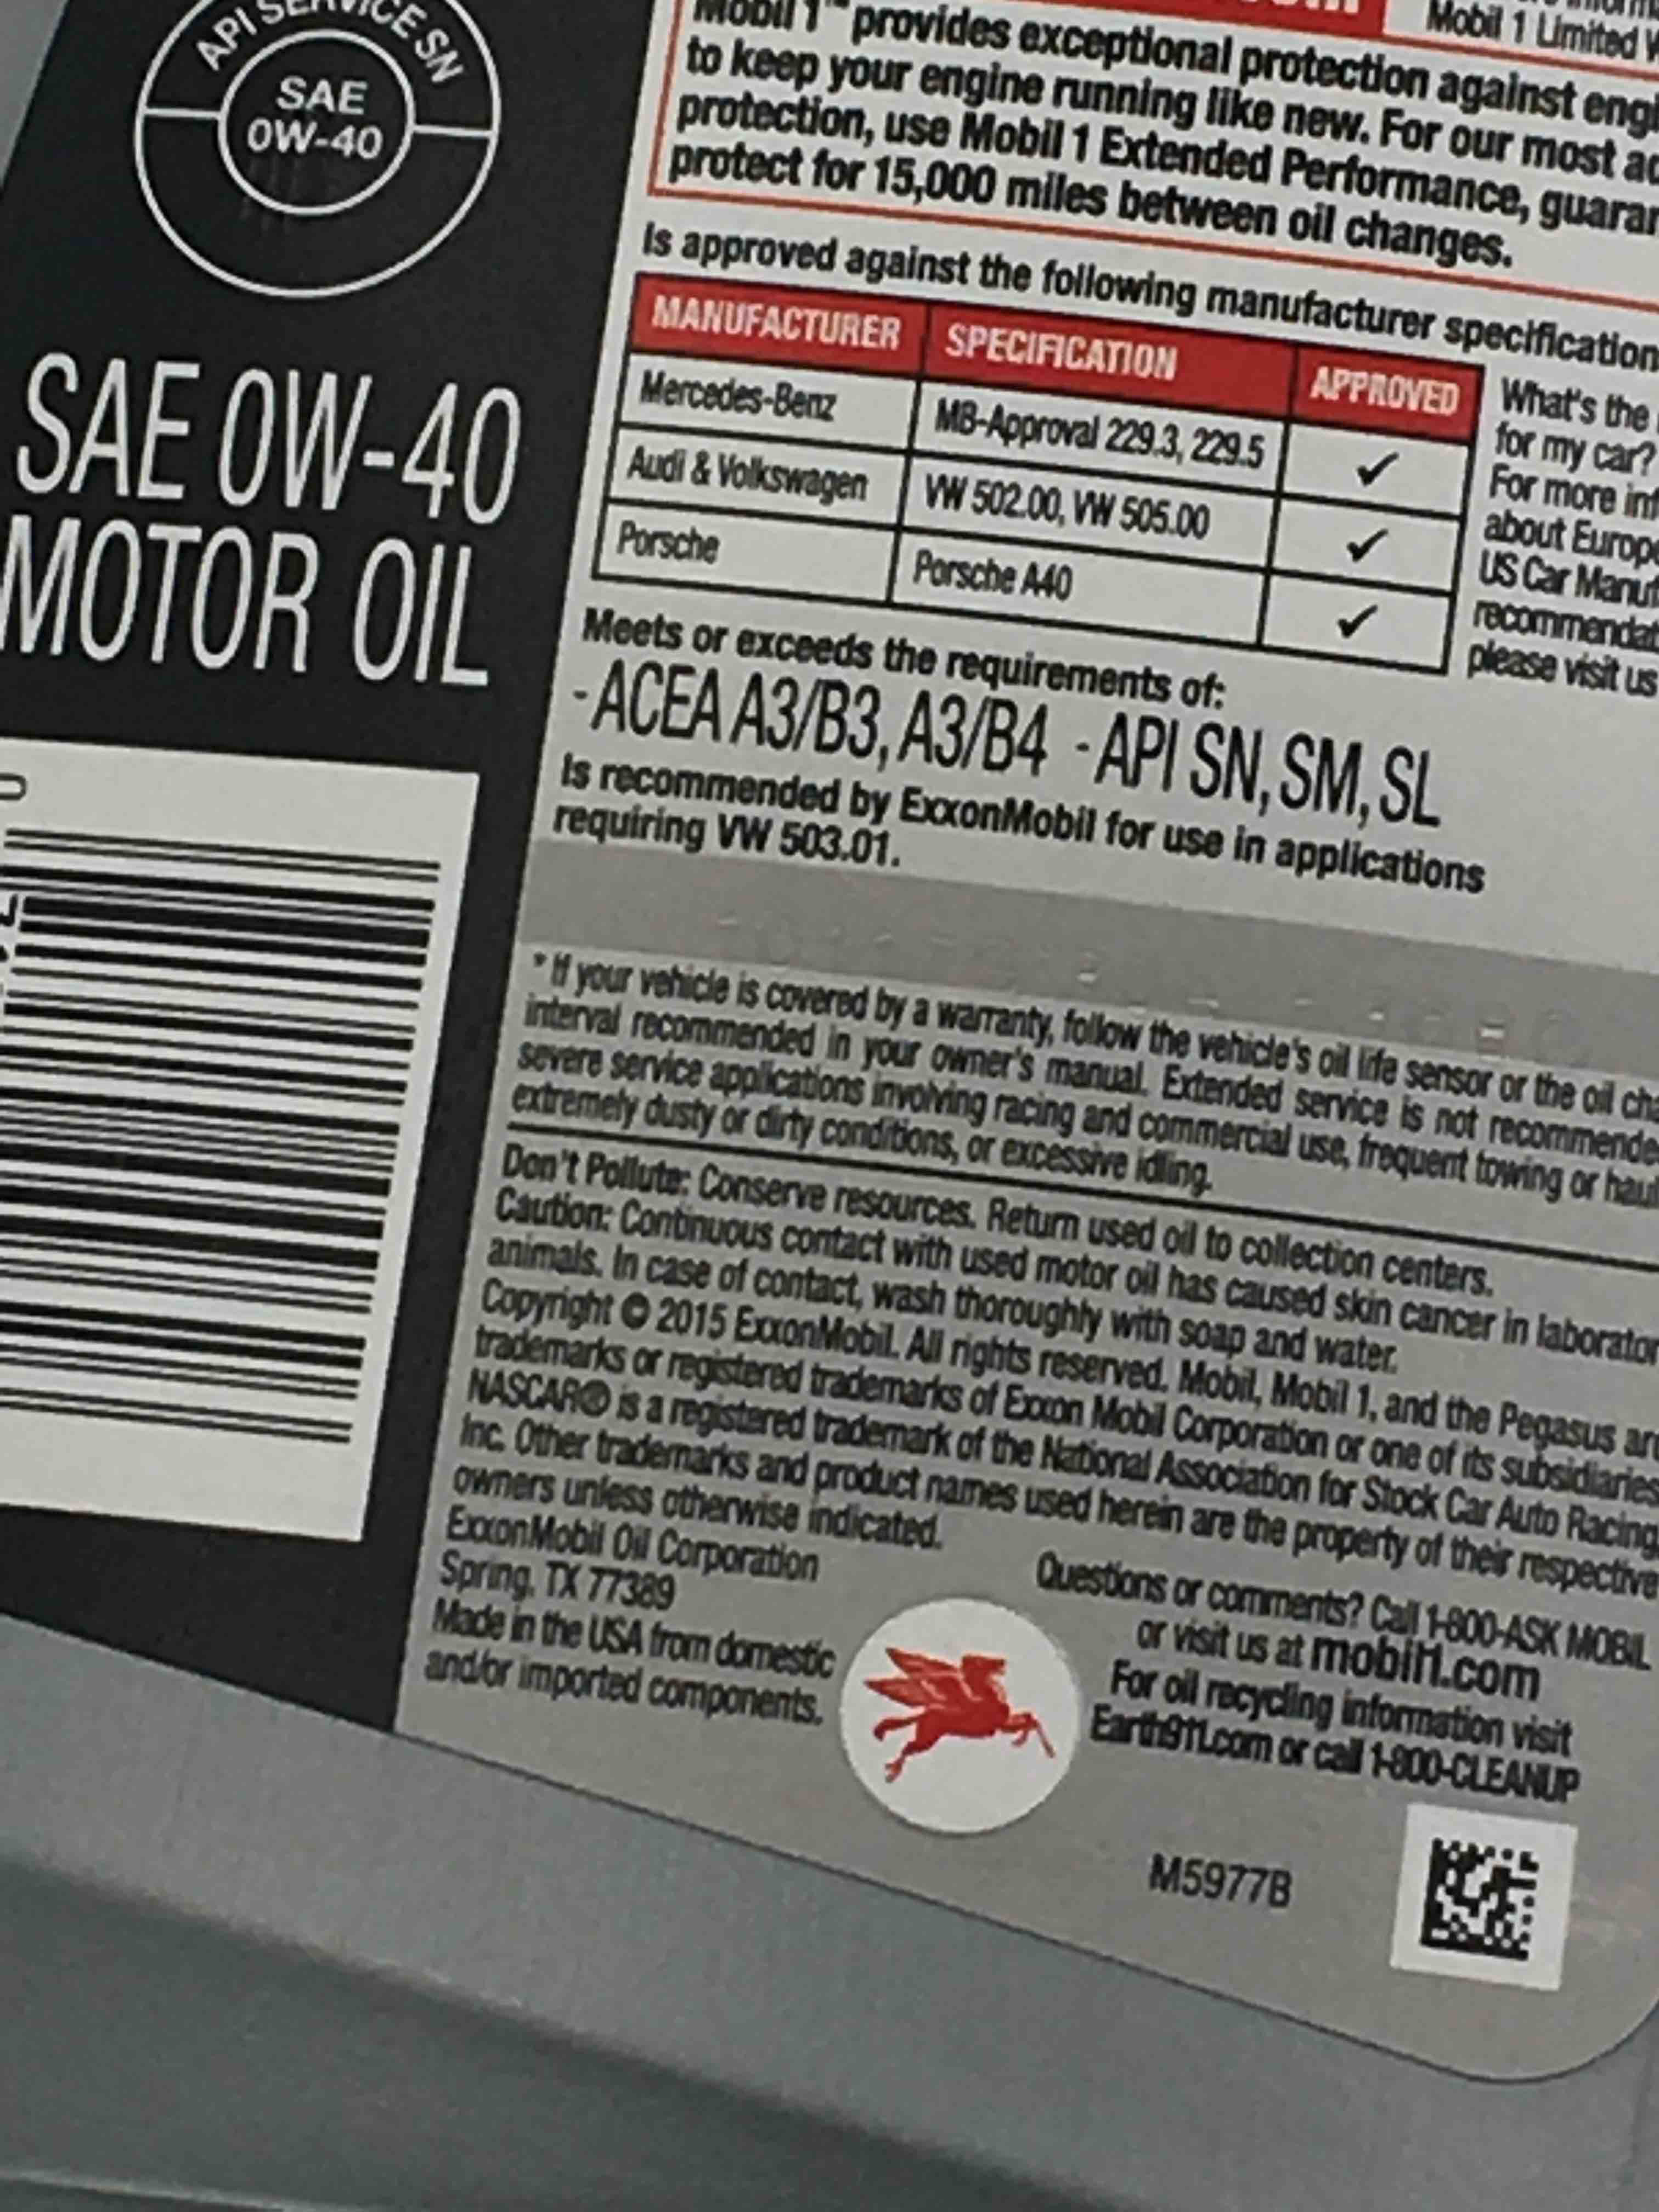 API SERVICE SN
SAE
0W-40
SAE 0W-40
MOTOR OIL
Mobil 1 Limited
Mobil 1™ provides exceptional protection against
to keep your engine running like new. For our most
protection, use Mobil 1 Extended Performance,
protect for 15,000 miles between oil changes.
Is approved against the following manufacturer specification
MANUFACTURER SPECIFICATION APPROVED
Mercedes-Benz MB-Approval 229.3, 229.5 ✓
Audi & Volkswagen VW 502.00, VW 505.00 ✓
Porsche Porsche A40 ✓
What's the
for my car?
For more
about
US Car
please visit us
Meets or exceeds the requirements of:
- ACEA A3/B3, A3/B4 - API SN, SM, SL
Is recommended by ExxonMobil for use in applications
requiring VW 503.01.
* If your vehicle is covered by a warranty, follow the vehicle's oil life sensor or the oil
interval recommended in your owner's manual. Extended service is not
severe service applications involving racing and commercial use, frequent towing or
extremely dusty or dirty conditions, or excessive idling.
Don't Pollute: Conserve resources. Return used oil to collection centers.
Caution: Continuous contact with used motor oil has caused skin cancer in
animals. In case of contact, wash thoroughly with soap and water.
Copyright © 2015 ExxonMobil. All rights reserved. Mobil, Mobil 1, and the Pegasus
trademarks or registered trademarks of Exxon Mobil Corporation or one of its subsidiaries
NASCAR® is a registered trademark of the National Association for Stock Car Auto Racing,
Inc. Other trademarks and product names used herein are the property of their respective
owners unless otherwise indicated.
ExxonMobil Oil Corporation
Spring, TX 77389
Made in the USA from domestic
and/or imported components.
Questions or comments? Call 1-800-ASK MOBIL
or visit us at mobil1.com
For oil recycling information visit
Earth911.com or call 1-800-CLEANUP
M5977B